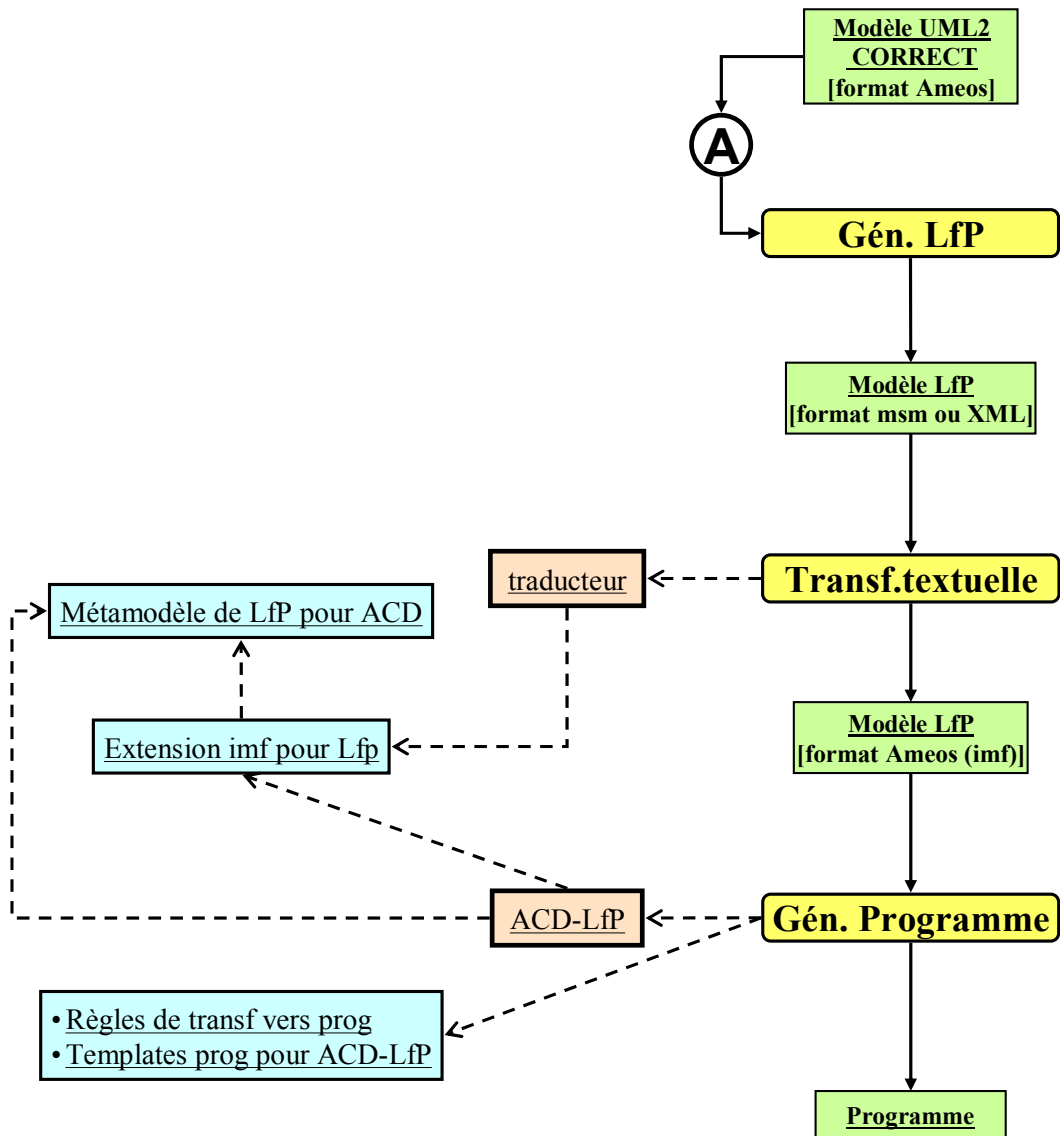 Modèle UML2
CORRECT
[format Ameos]
A
Gén. LfP
Modèle LfP
[format msm ou XML]
traducteur
Transf.textuelle
Métamodèle de LfP pour ACD
Extension imf pour Lfp
Modèle LfP
[format Ameos (imf)]
ACD-LfP
Gén. Programme
• Règles de transf vers prog
• Templates prog pour ACD-LfP
Programme